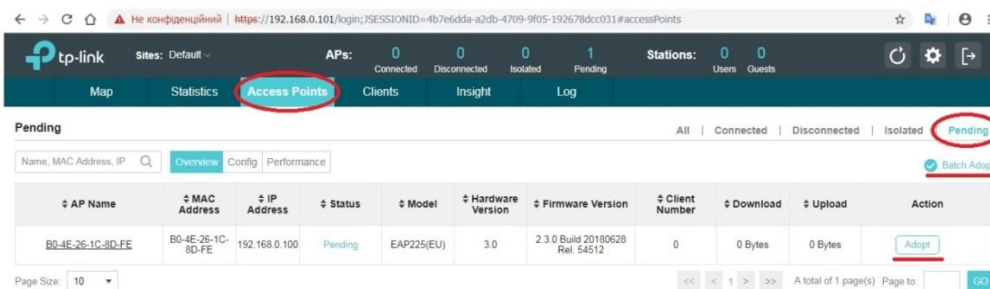 Не конфіденційний | https://192.168.0.101/login;JSESSIONID=4b7e6dda-a2db-4709-9f05-192678dcc031#accessPoints
tp-link Sites: Default APs: 0 Connected 0 Disconnected 0 Isolated 1 Pending Stations: 0 Users 0 Guests
Map Statistics Access Points Clients Insight Log
Pending All | Connected | Disconnected | Isolated Pending
Name, MAC Address, IP Overview Config Performance Batch Adop
AP Name MAC Address IP Address Status Model Hardware Version Firmware Version Client Number Download Upload Action
B0-4E-26-1C-8D-FE B0-4E-26-1C-8D-FE 192.168.0.100 Pending EAP225(EU) 3.0 2.3.0 Build 20180628 Rel. 54512 0 0 Bytes 0 Bytes Adopt
Page Size: 10 << < 1 > >> A total of 1 page(s) Page to: GO